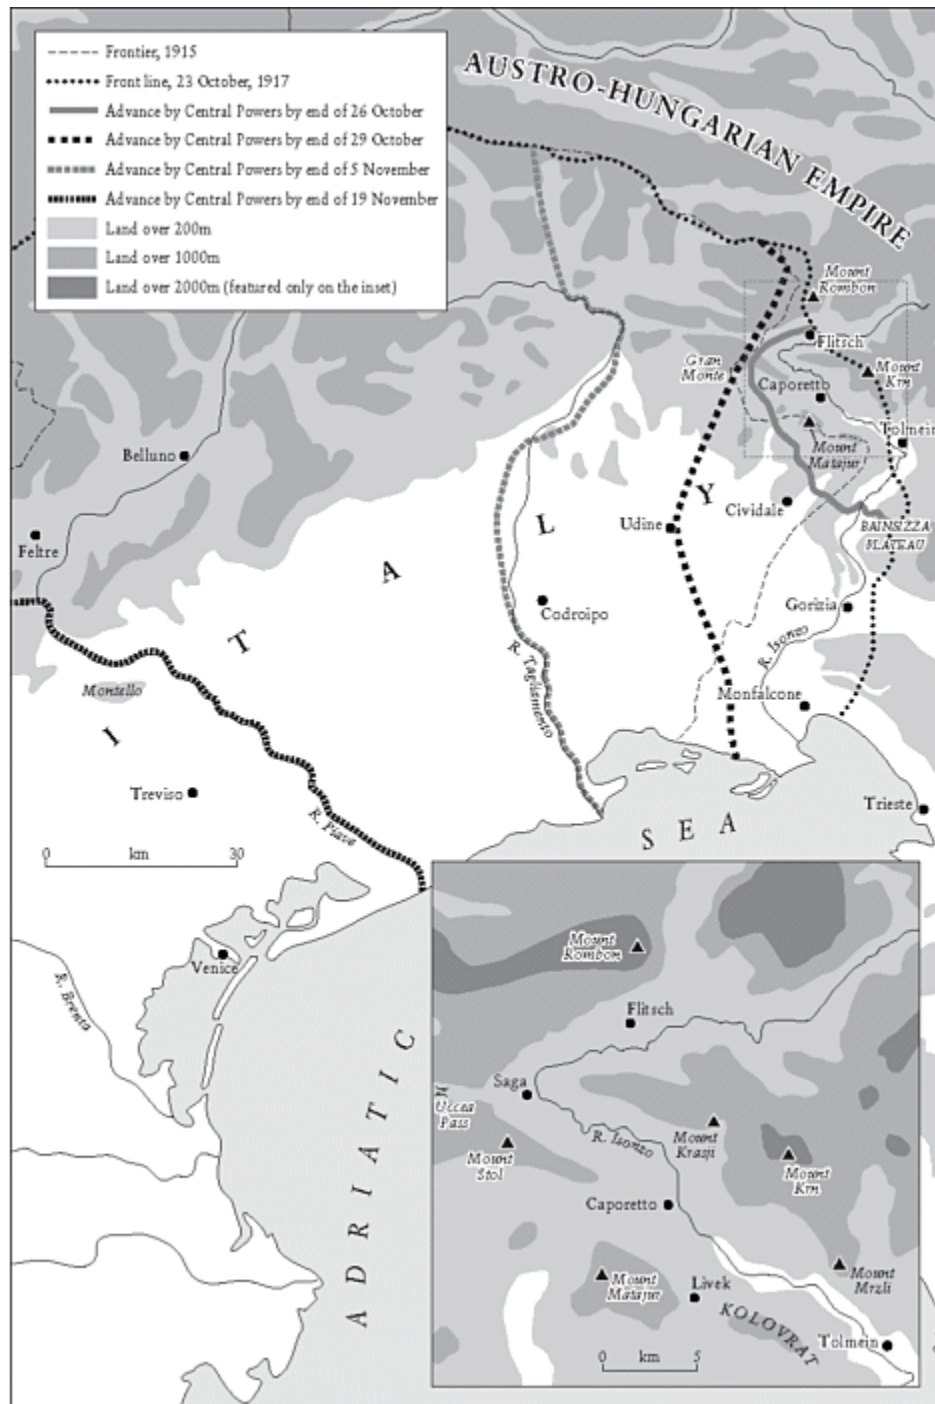 Frontier, 1915
Front line, 23 October, 1917
Advance by Central Powers by end of 26 October
Advance by Central Powers by end of 29 October
Advance by Central Powers by end of 5 November
Advance by Central Powers by end of 19 November
Land over 200m
Land over 1000m
Land over 2000m (featured only on the inset)
AUSTRO-HUNGARIAN EMPIRE
Mount
Rombon
Flitsch
Gran
Monte
Mount
Krn
Caporetto
Tolmein
Mount
Matajur
Belluno
Cividale
Udine
BAINSIZZA
PLATEAU
Feltre
ITALY
Gorizia
Codroipo
R. Isonzo
R. Tagliamento
Monfalcone
Montello
Treviso
Trieste
R. Piave
0 km 30
ADRIATIC SEA
Venice
R. Brenta
Mount
Rombon
Flitsch
Saga
Uccea
Pass
Mount
Stol
R. Isonzo
Mount
Krasji
Mount
Krn
Caporetto
Mount
Mrzli
Mount
Matajur
Livek
KOLOVRAT
Tolmein
0 km 5